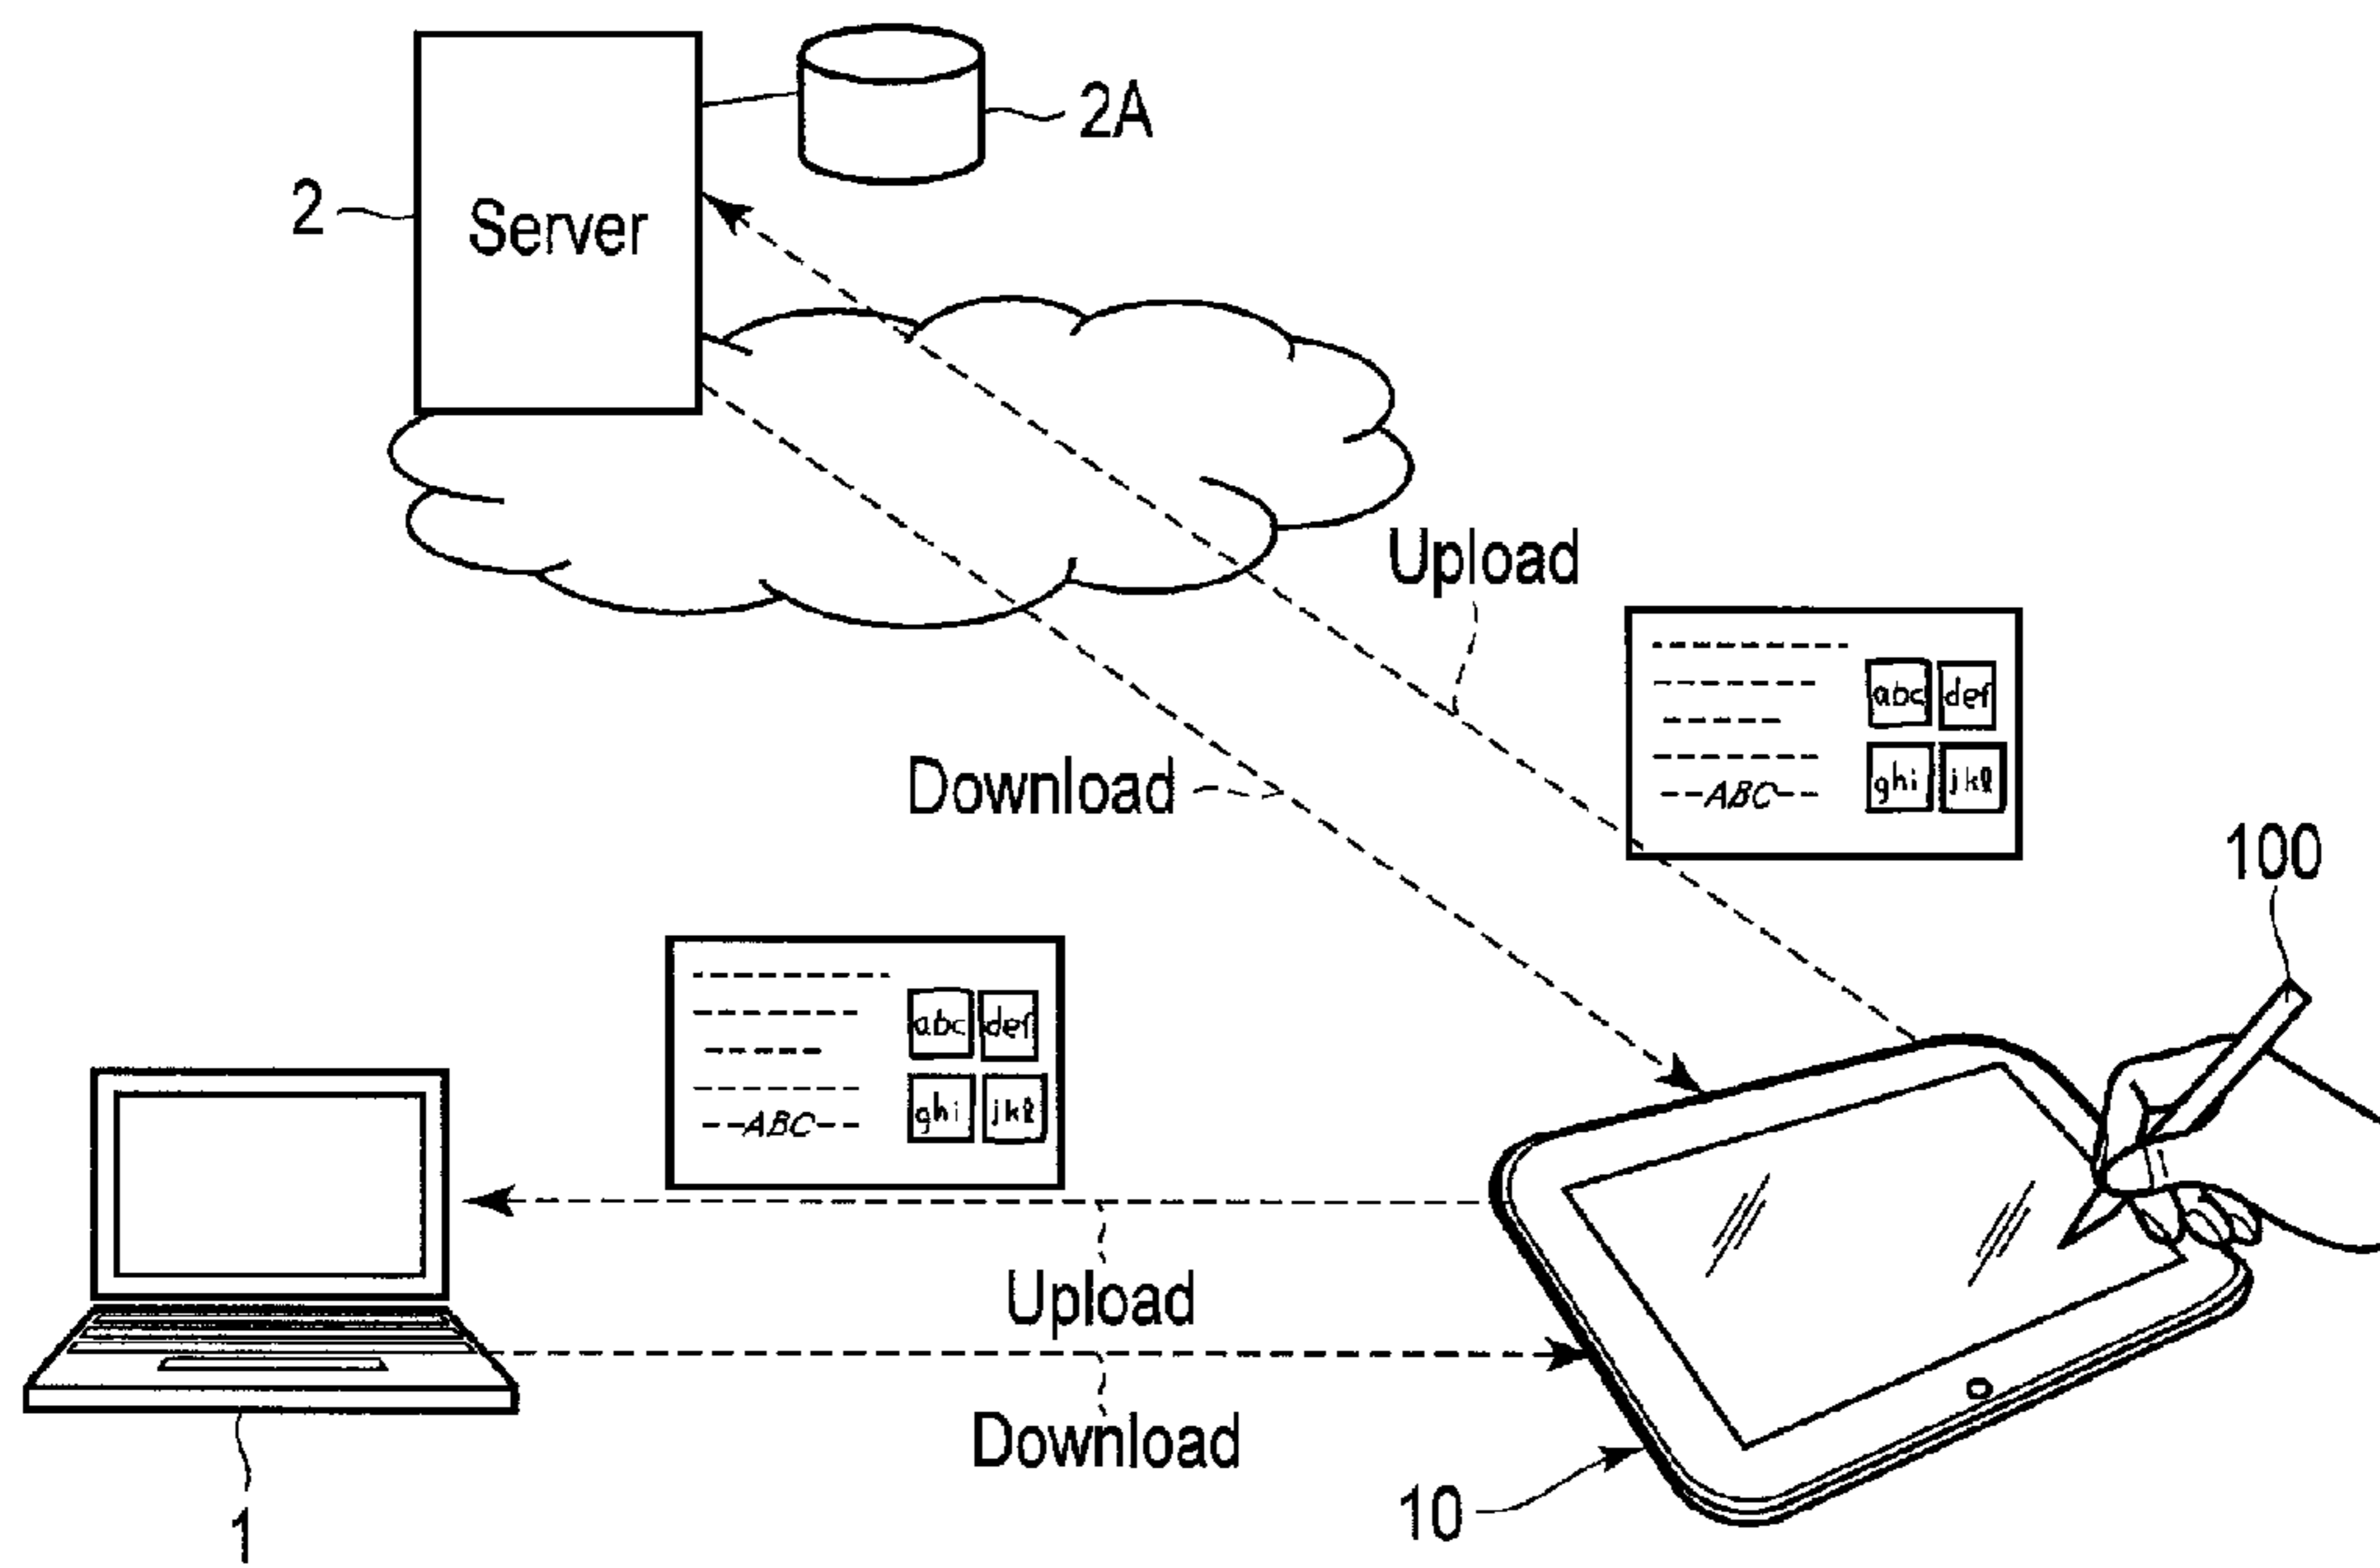 2A
2
Server
Upload
abc def
ghi jkl
ABC
Download
100
abc def
ghi jkl
ABC
Upload
Download
10
1